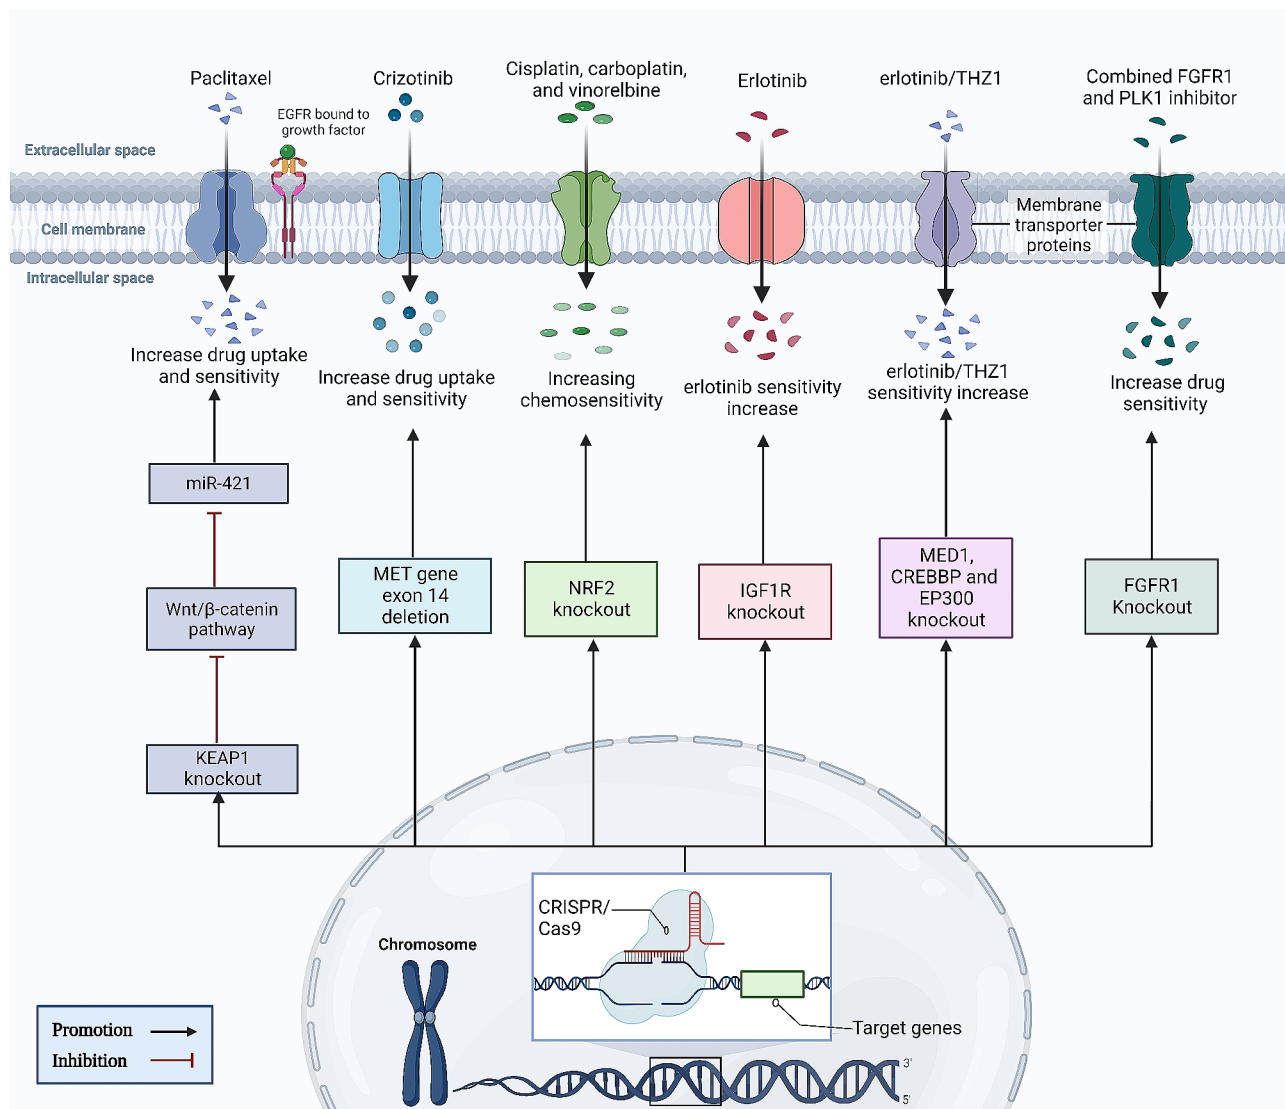 Paclitaxel
EGFR bound to
growth factor
Crizotinib
Cisplatin, carboplatin,
and vinorelbine
Erlotinib
erlotinib/THZ1
Combined FGFR1
and PLK1 inhibitor
Extracellular space
Cell membrane
Intracellular space
Membrane
transporter
proteins
Increase drug uptake
and sensitivity
Increase drug uptake
and sensitivity
Increasing
chemosensitivity
erlotinib sensitivity
increase
erlotinib/THZ1
sensitivity increase
Increase drug
sensitivity
miR-421
Wnt/β-catenin
pathway
KEAP1
knockout
MET gene
exon 14
deletion
NRF2
knockout
IGF1R
knockout
MED1,
CREBBP and
EP300
knockout
FGFR1
Knockout
CRISPR/
Cas9
Target genes
Chromosome
3'
5'
Promotion
Inhibition